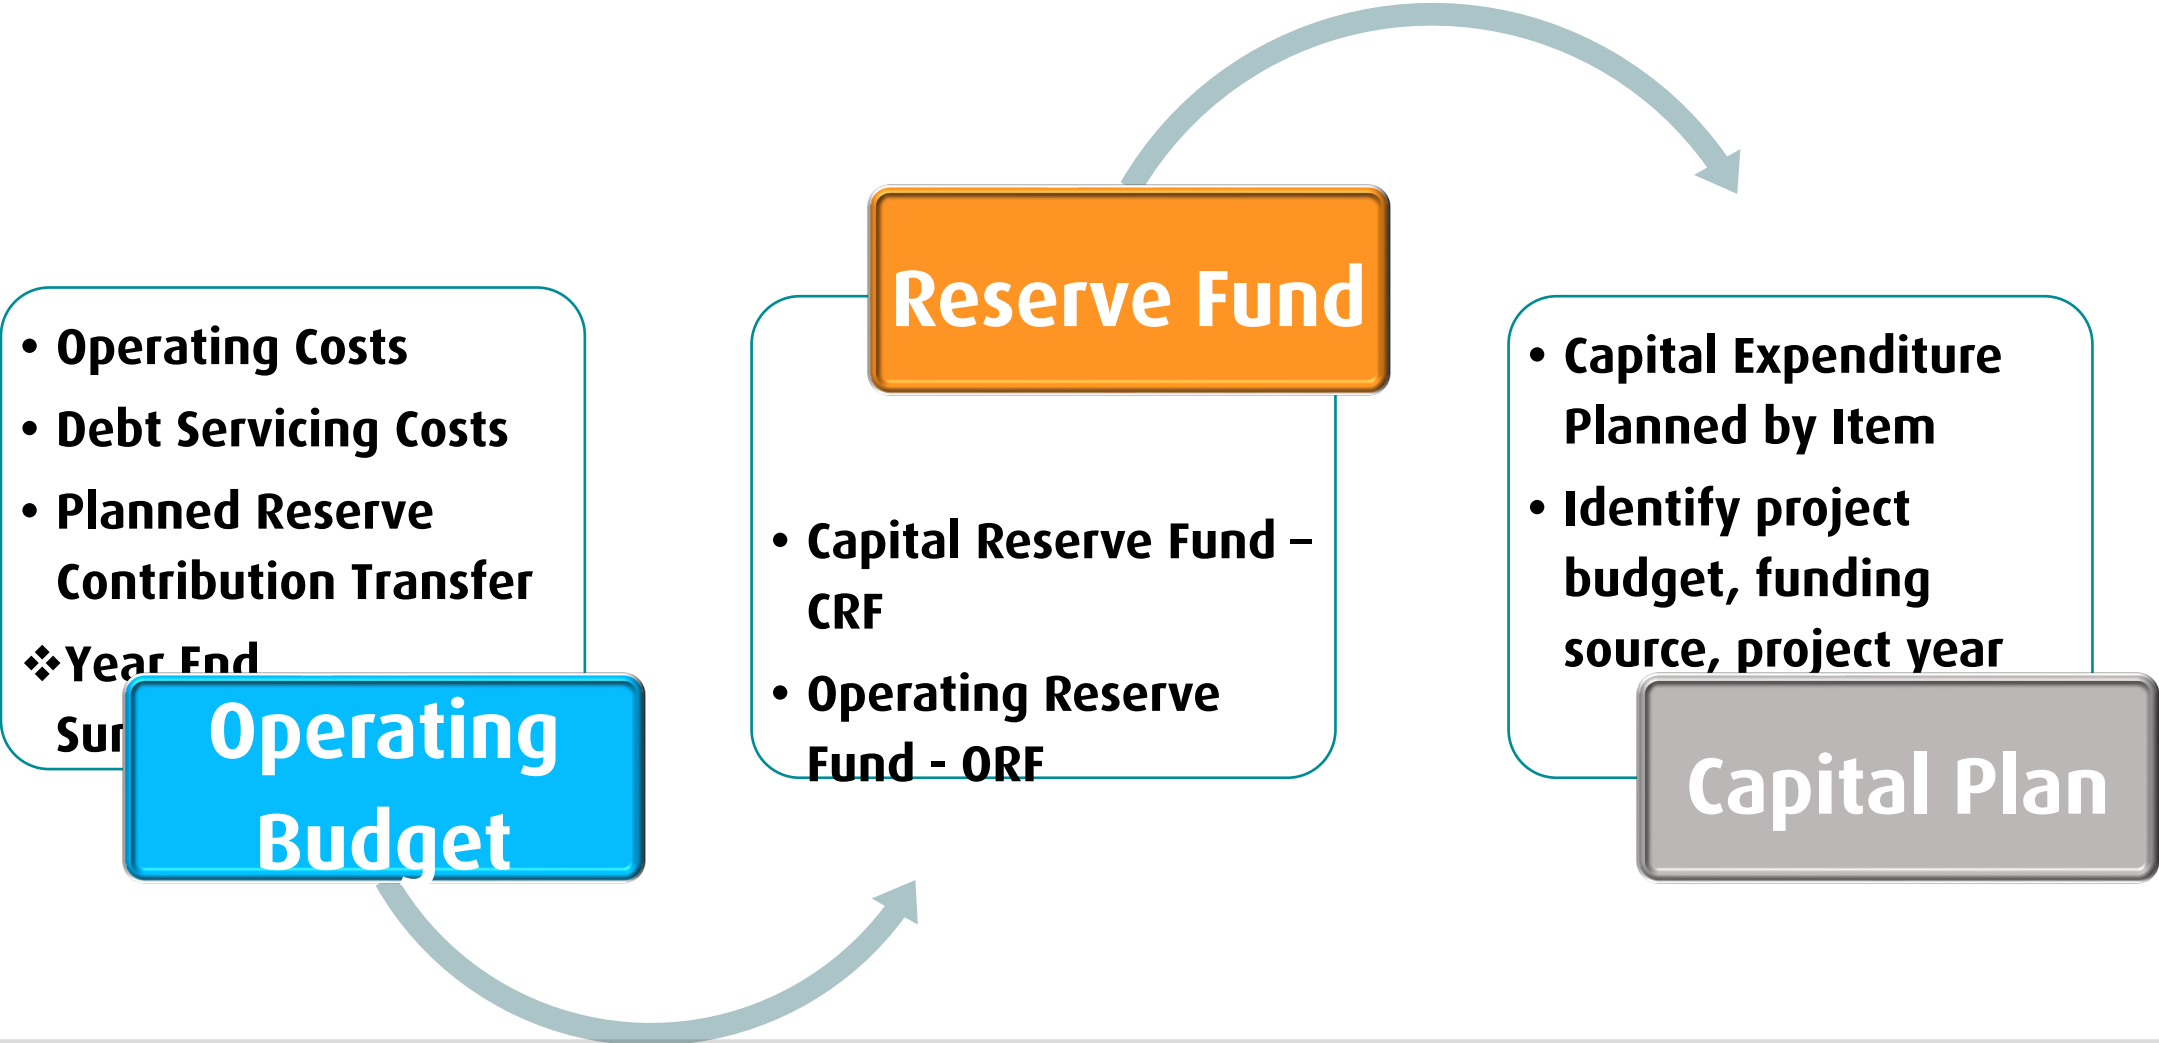 • Operating Costs
• Debt Servicing Costs
• Planned Reserve
Contribution Transfer
❖Year End
Operating
Budget
Reserve Fund
• Capital Reserve Fund –
CRF
• Operating Reserve
Fund - ORF
• Capital Expenditure
Planned by Item
• Identify project
budget, funding
source, project year
Capital Plan